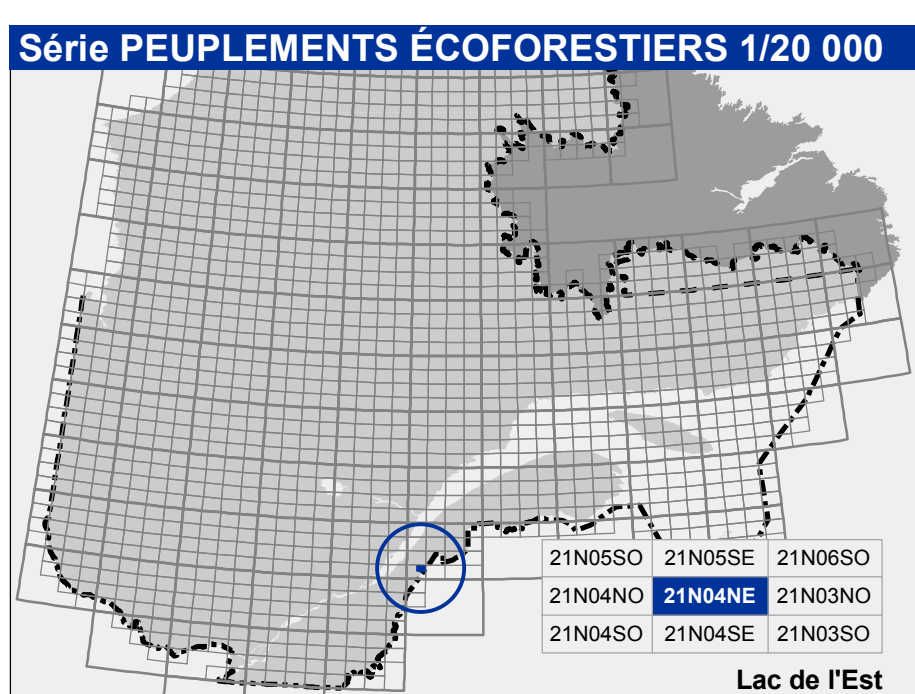 Série PEUPLEMENTS ÉCOFORESTIERS 1/20 000
21N05SO 21N05SE 21N06SO
21N04NO 21N04NE 21N03NO
21N04SO 21N04SE 21N03SO
Lac de l'Est